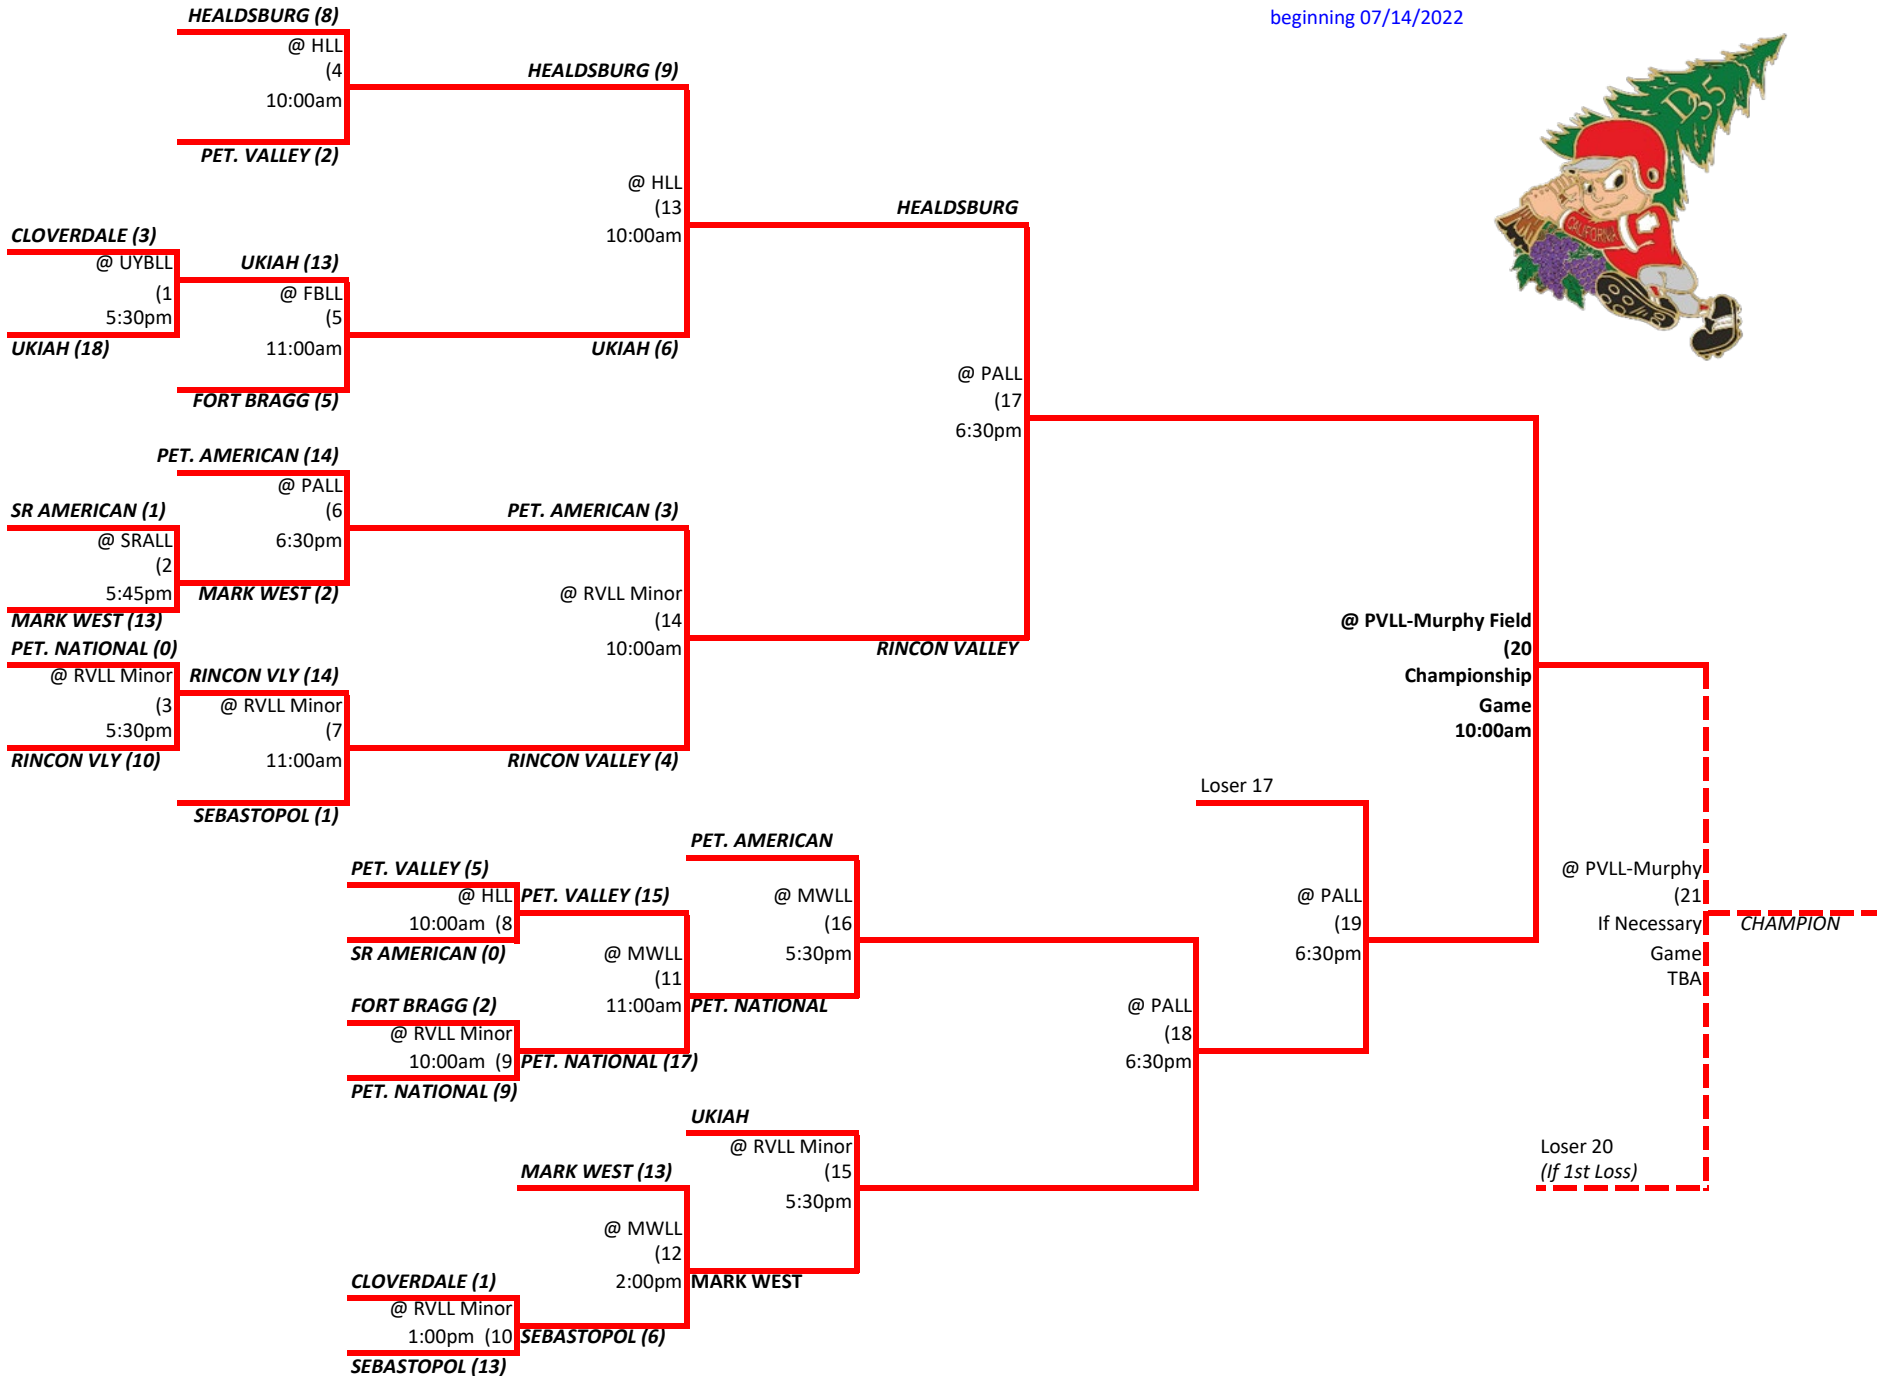 beginning 07/14/2022
D35
CALIFORNIA
HEALDSBURG (8)
@ HLL
(4
10:00am
PET. VALLEY (2)
HEALDSBURG (9)
CLOVERDALE (3)
@ UYBLL
(1
5:30pm
UKIAH (18)
UKIAH (13)
@ FBLL
(5
11:00am
FORT BRAGG (5)
UKIAH (6)
@ HLL
(13
10:00am
HEALDSBURG
PET. AMERICAN (14)
@ PALL
(6
6:30pm
SR AMERICAN (1)
@ SRALL
(2
5:45pm
MARK WEST (13)
MARK WEST (2)
PET. AMERICAN (3)
PET. NATIONAL (0)
@ RVLL Minor
(3
5:30pm
RINCON VLY (10)
RINCON VLY (14)
@ RVLL Minor
(7
11:00am
SEBASTOPOL (1)
RINCON VALLEY (4)
@ RVLL Minor
(14
10:00am
RINCON VALLEY
@ PALL
(17
6:30pm
@ PVLL-Murphy Field
(20
Championship
Game
10:00am
PET. VALLEY (5)
@ HLL
10:00am (8
SR AMERICAN (0)
PET. VALLEY (15)
FORT BRAGG (2)
@ RVLL Minor
10:00am (9
PET. NATIONAL (9)
PET. NATIONAL (17)
@ MWLL
(11
11:00am
PET. AMERICAN
@ MWLL
(16
5:30pm
PET. NATIONAL
UKIAH
@ RVLL Minor
(15
5:30pm
MARK WEST (13)
@ MWLL
(12
2:00pm
MARK WEST
CLOVERDALE (1)
@ RVLL Minor
1:00pm (10
SEBASTOPOL (13)
SEBASTOPOL (6)
@ PALL
(18
6:30pm
Loser 17
@ PALL
(19
6:30pm
@ PVLL-Murphy
(21
If Necessary
Game
TBA
CHAMPION
Loser 20
(If 1st Loss)